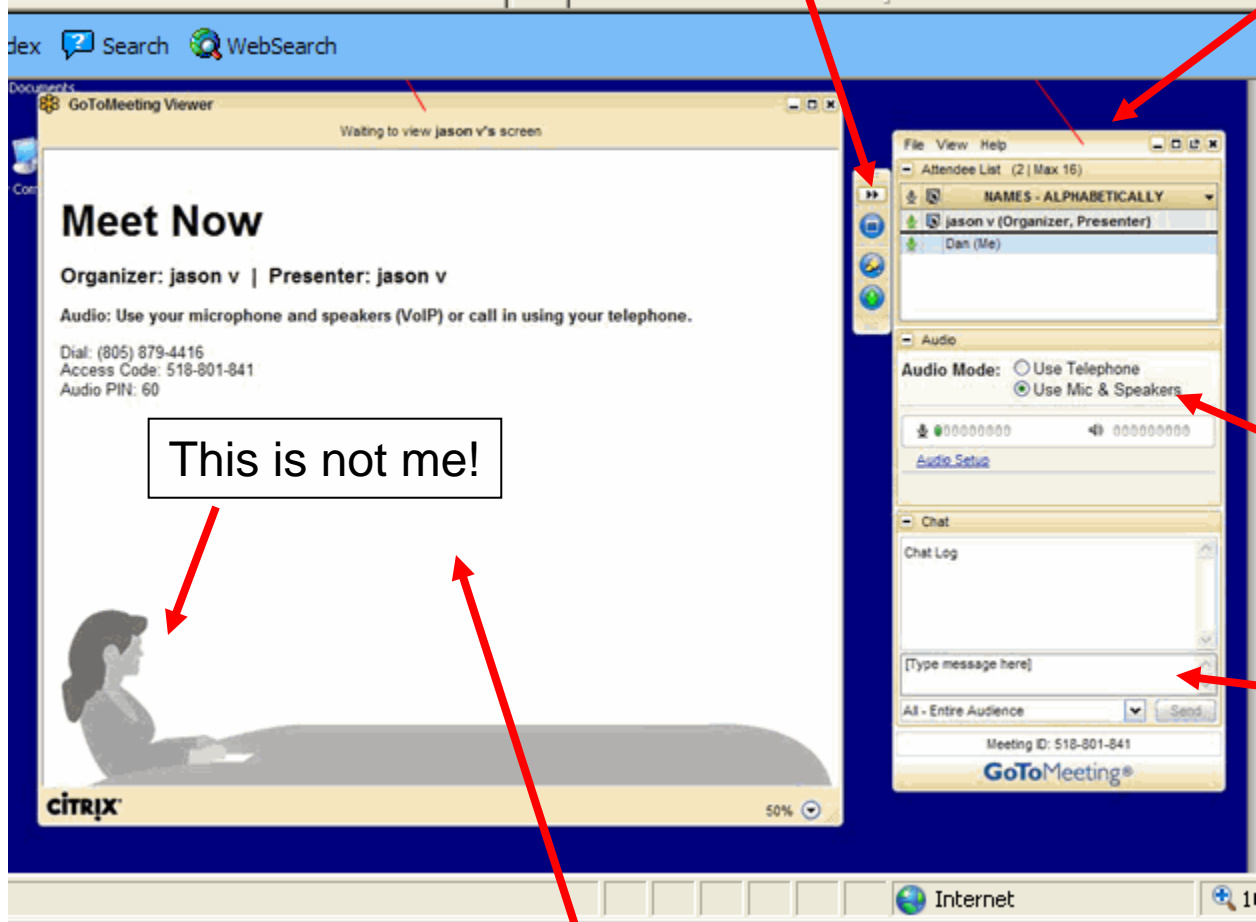 Search
WebSearch
Documents
GoToMeeting Viewer
Waiting to view jason v's screen
Meet Now
Organizer: jason v | Presenter: jason v
Audio: Use your microphone and speakers (VoIP) or call in using your telephone.
Dial: (805) 879-4416
Access Code: 518-801-841
Audio PIN: 60
This is not me!
CITRIX
50%
File View Help
Attendee List (2 | Max 16)
NAMES - ALPHABETICALLY
jason v (Organizer, Presenter)
Dan (Me)
Audio
Audio Mode: Use Telephone
Use Mic & Speakers
Audio Setup
Chat
Chat Log
[Type message here]
All - Entire Audience Send
Meeting ID: 518-801-841
GoToMeeting®
Internet